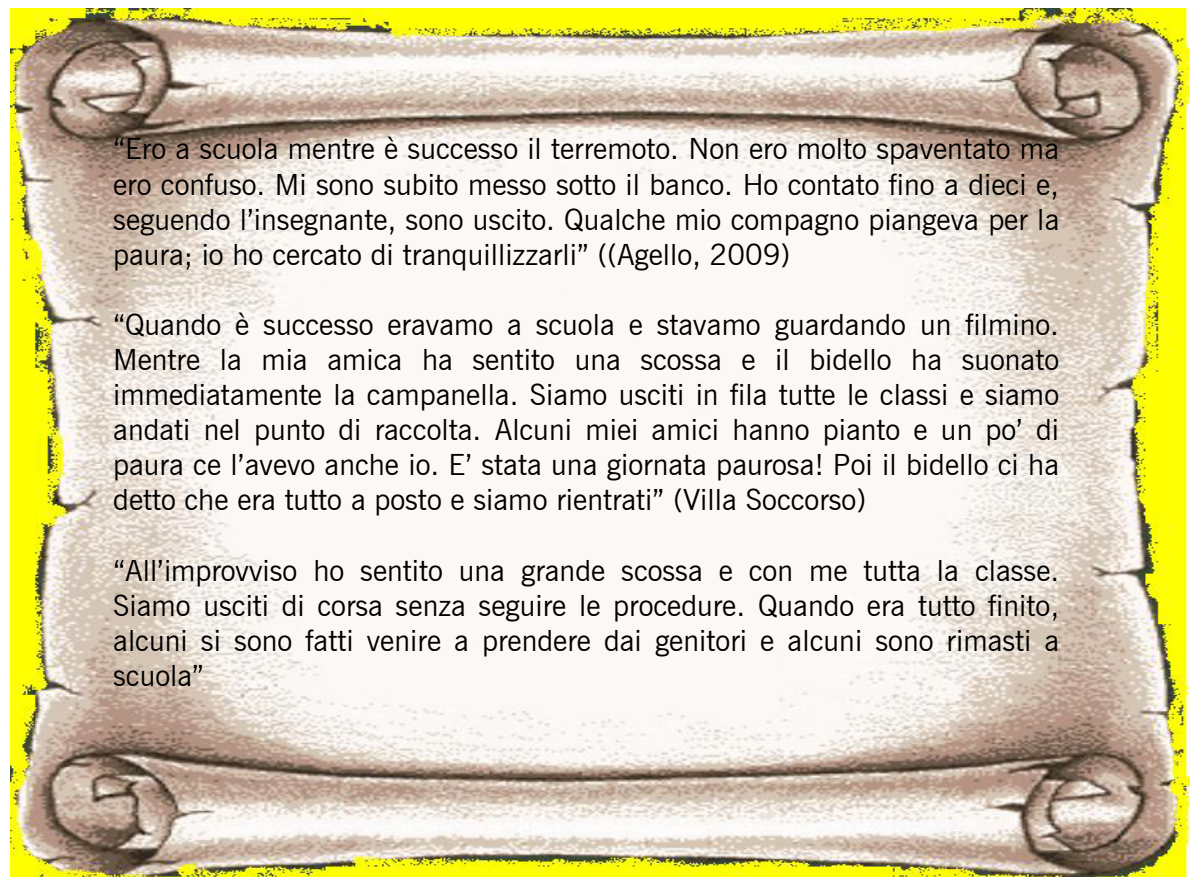 “Ero a scuola mentre è successo il terremoto. Non ero molto spaventato ma
ero confuso. Mi sono subito messo sotto il banco. Ho contato fino a dieci e,
seguendo l’insegnante, sono uscito. Qualche mio compagno piangeva per la
paura; io ho cercato di tranquillizzarli” ((Agello, 2009)
“Quando è successo eravamo a scuola e stavamo guardando un filmino.
Mentre la mia amica ha sentito una scossa e il bidello ha suonato
immediatamente la campanella. Siamo usciti in fila tutte le classi e siamo
andati nel punto di raccolta. Alcuni miei amici hanno pianto e un po’ di
paura ce l’avevo anche io. E’ stata una giornata paurosa! Poi il bidello ci ha
detto che era tutto a posto e siamo rientrati” (Villa Soccorso)
“All’improvviso ho sentito una grande scossa e con me tutta la classe.
Siamo usciti di corsa senza seguire le procedure. Quando era tutto finito,
alcuni si sono fatti venire a prendere dai genitori e alcuni sono rimasti a
scuola”